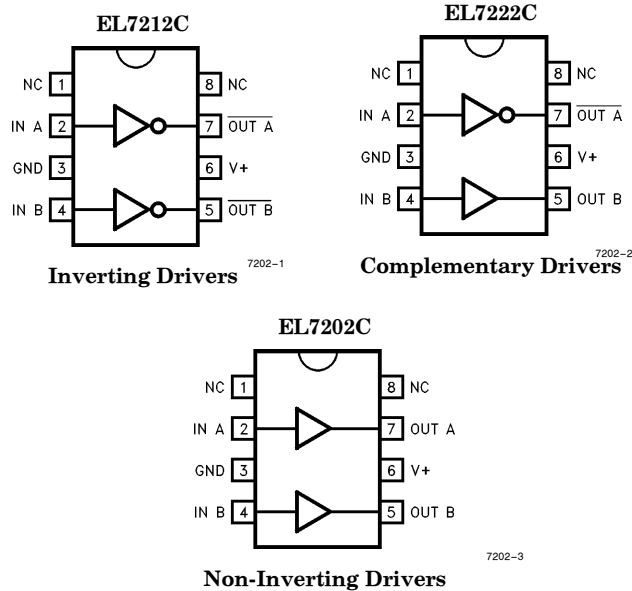 EL7212C
NC 1 8 NC
IN A 2 7 OUT A
GND 3 6 V+
IN B 4 5 OUT B
7202-1
Inverting Drivers
EL7222C
NC 1 8 NC
IN A 2 7 OUT A
GND 3 6 V+
IN B 4 5 OUT B
7202-2
Complementary Drivers
EL7202C
NC 1 8 NC
IN A 2 7 OUT A
GND 3 6 V+
IN B 4 5 OUT B
7202-3
Non-Inverting Drivers